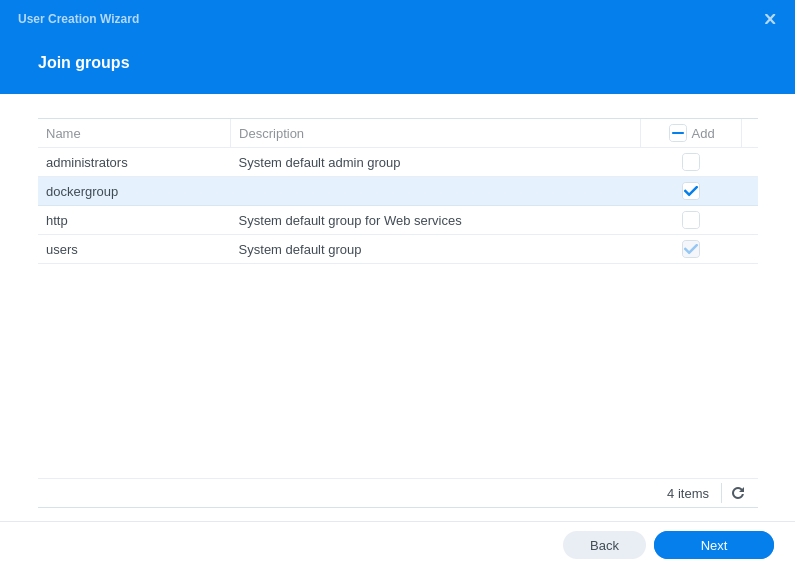 User Creation Wizard
Join groups
Name Description Add
administrators System default admin group
dockergroup
http System default group for Web services
users System default group
4 items
Back Next